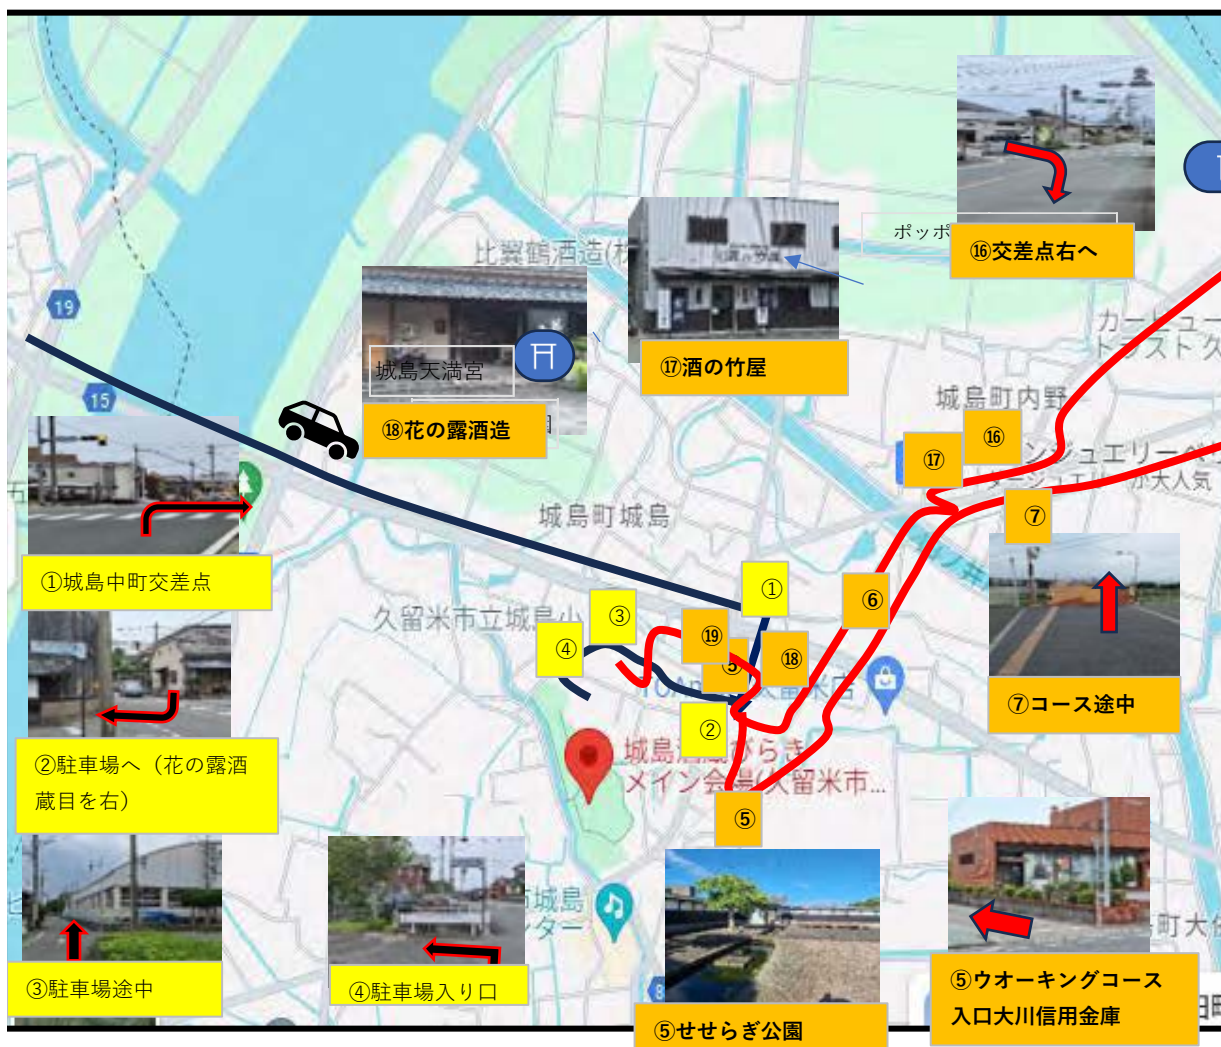 比翼鶴酒造(株
ポッポ
⑯交差点右へ
19
15
城島天満宮
⑱花の露酒造
⑰酒の竹屋
城島町内野
⑯
⑰
⑦
①城島中町交差点
城島町城島
久留米市立城島小
①
③
④
⑲
⑤
⑱
⑥
②
⑦コース途中
②駐車場へ（花の露酒
蔵目を右）
城島酒蔵びらき
メイン会場(久留米市...
⑤
③駐車場途中
④駐車場入り口
⑤せせらぎ公園
⑤ウオーキングコース
入口大川信用金庫